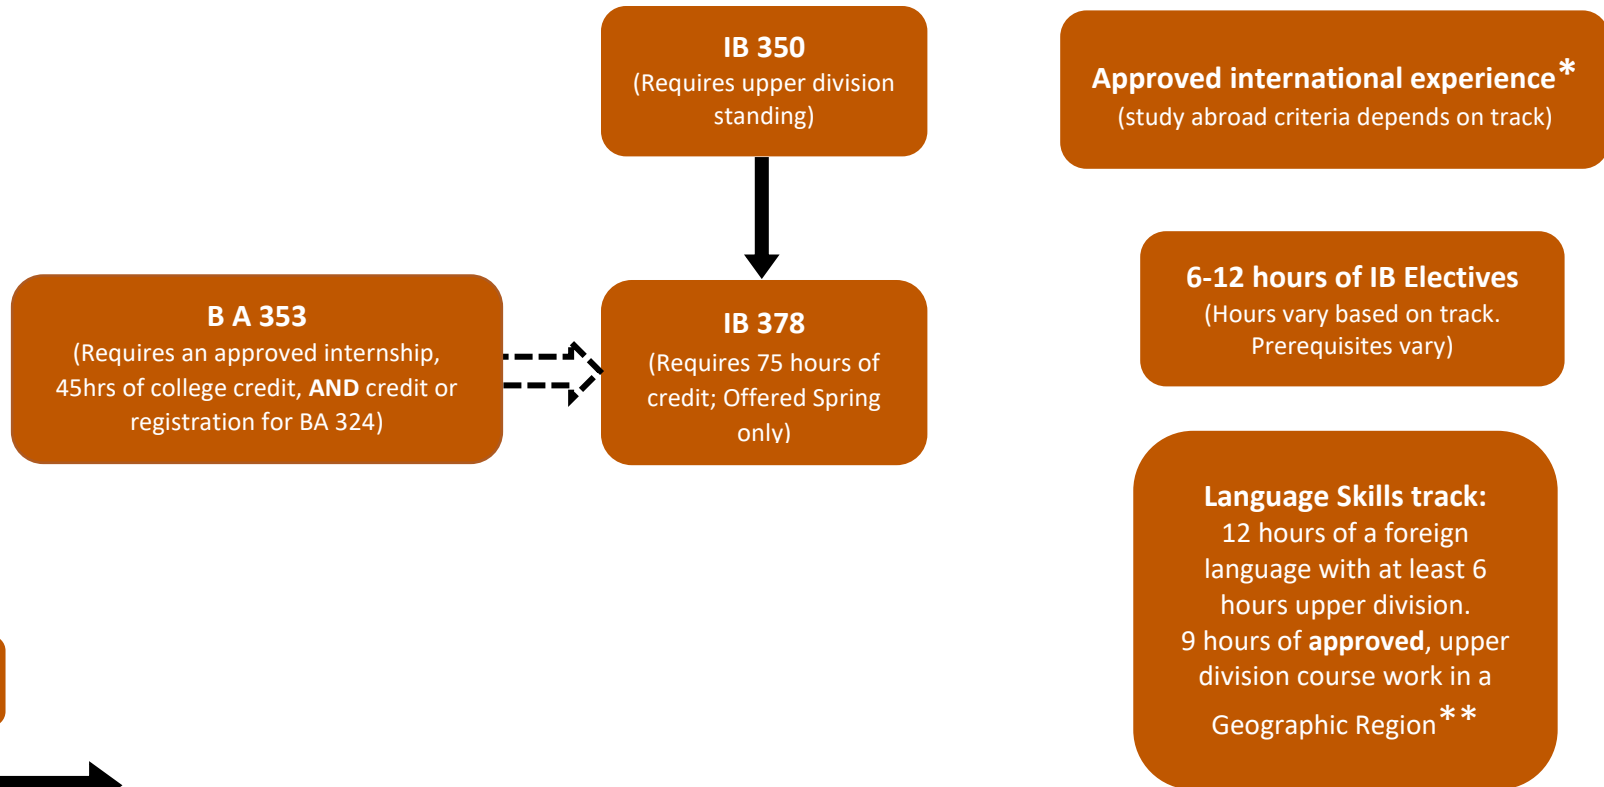 IB 350
(Requires upper division
standing)
Approved international experience*
(study abroad criteria depends on track)
B A 353
(Requires an approved internship,
45hrs of college credit, AND credit or
registration for BA 324)
IB 378
(Requires 75 hours of
credit; Offered Spring
only)
6-12 hours of IB Electives
(Hours vary based on track.
Prerequisites vary)
Language Skills track:
12 hours of a foreign
language with at least 6
hours upper division.
9 hours of approved, upper
division course work in a
Geographic Region**